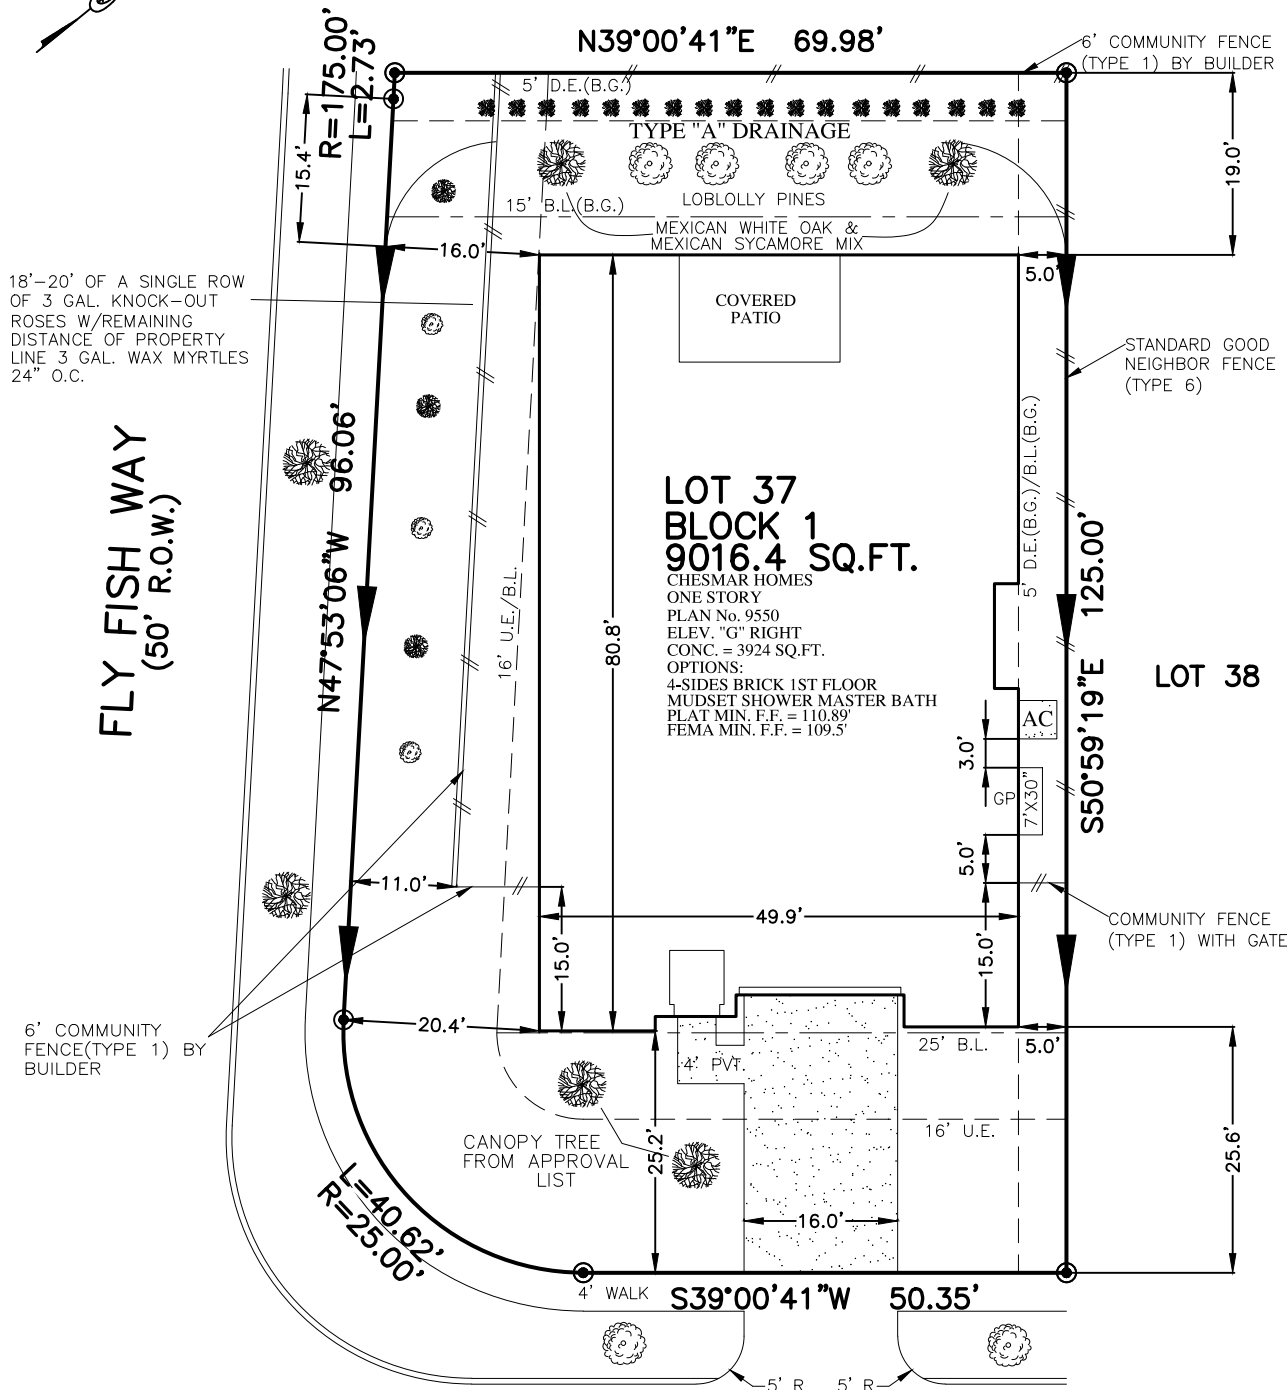 N39°00'41"E 69.98'
6' COMMUNITY FENCE
(TYPE 1) BY BUILDER
R=175.00'
L=2.73'
5' D.E.(B.G.)
TYPE "A" DRAINAGE
15.4'
19.0'
15' B.L.(B.G.)
LOBLOLLY PINES
MEXICAN WHITE OAK &
MEXICAN SYCAMORE MIX
16.0'
5.0'
18'-20' OF A SINGLE ROW
OF 3 GAL. KNOCK-OUT
ROSES W/REMAINING
DISTANCE OF PROPERTY
LINE 3 GAL. WAX MYRTLES
24" O.C.
COVERED
PATIO
STANDARD GOOD
NEIGHBOR FENCE
(TYPE 6)
FLY FISH WAY
(50' R.O.W.)
N47°53'06"W 96.06'
16' U.E./B.L.
80.8'
LOT 37
BLOCK 1
9016.4 SQ.FT.
CHESMAR HOMES
ONE STORY
PLAN No. 9550
ELEV. "G" RIGHT
CONC. = 3924 SQ.FT.
OPTIONS:
4-SIDES BRICK 1ST FLOOR
MUDSET SHOWER MASTER BATH
PLAT MIN. F.F. = 110.89'
FEMA MIN. F.F. = 109.5'
5' D.E.(B.G.)/B.L.(B.G.)
S50°59'19"E 125.00'
LOT 38
AC
3.0'
GP
7'X30"
5.0'
11.0'
49.9'
15.0'
15.0'
COMMUNITY FENCE
(TYPE 1) WITH GATE
6' COMMUNITY
FENCE(TYPE 1) BY
BUILDER
20.4'
25' B.L.
5.0'
4' PVT.
16' U.E.
CANOPY TREE
FROM APPROVAL
LIST
25.2'
25.6'
L=40.62'
R=25.00'
16.0'
4' WALK
S39°00'41"W 50.35'
5' R
5' R